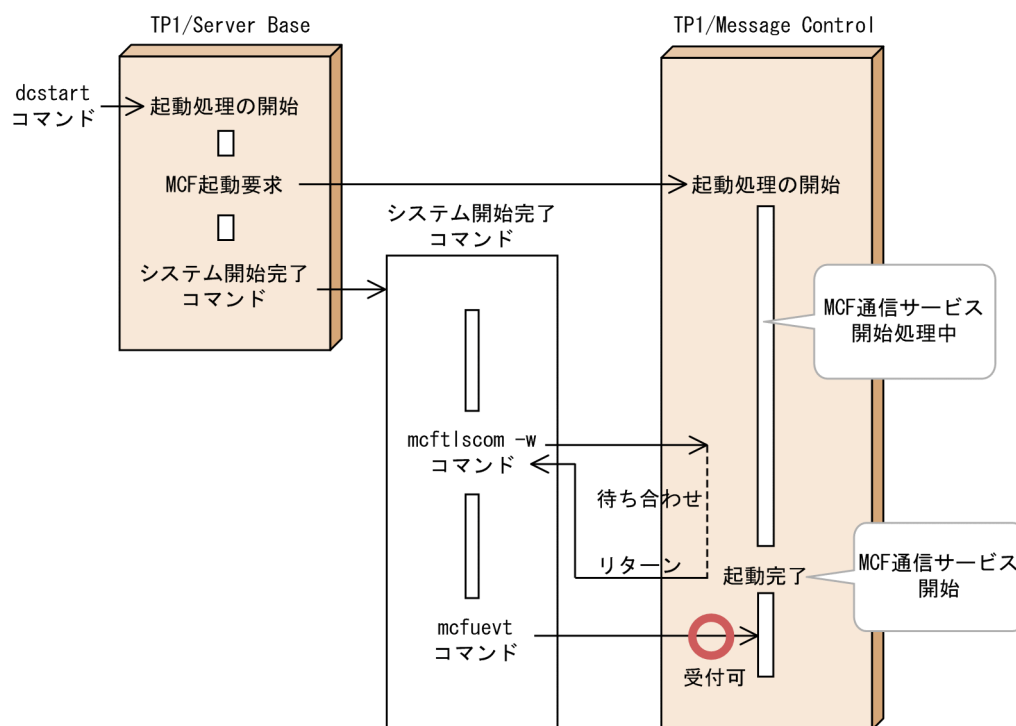 TP1/Server Base
TP1/Message Control
dcstart
コマンド
起動処理の開始
MCF起動要求
起動処理の開始
システム開始完了
コマンド
システム開始完了
コマンド
MCF通信サービス
開始処理中
mcftlscom -w
コマンド
待ち合わせ
リターン
起動完了
MCF通信サービス
開始
mcfuevt
コマンド
受付可